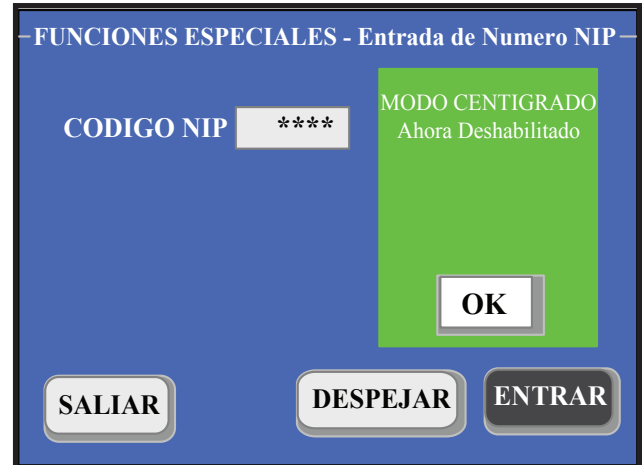 FUNCIONES ESPECIALES - Entrada de Numero NIP
CODIGO NIP ****
MODO CENTIGRADO
Ahora Deshabilitado
OK
SALIAR
DESPEJAR
ENTRAR